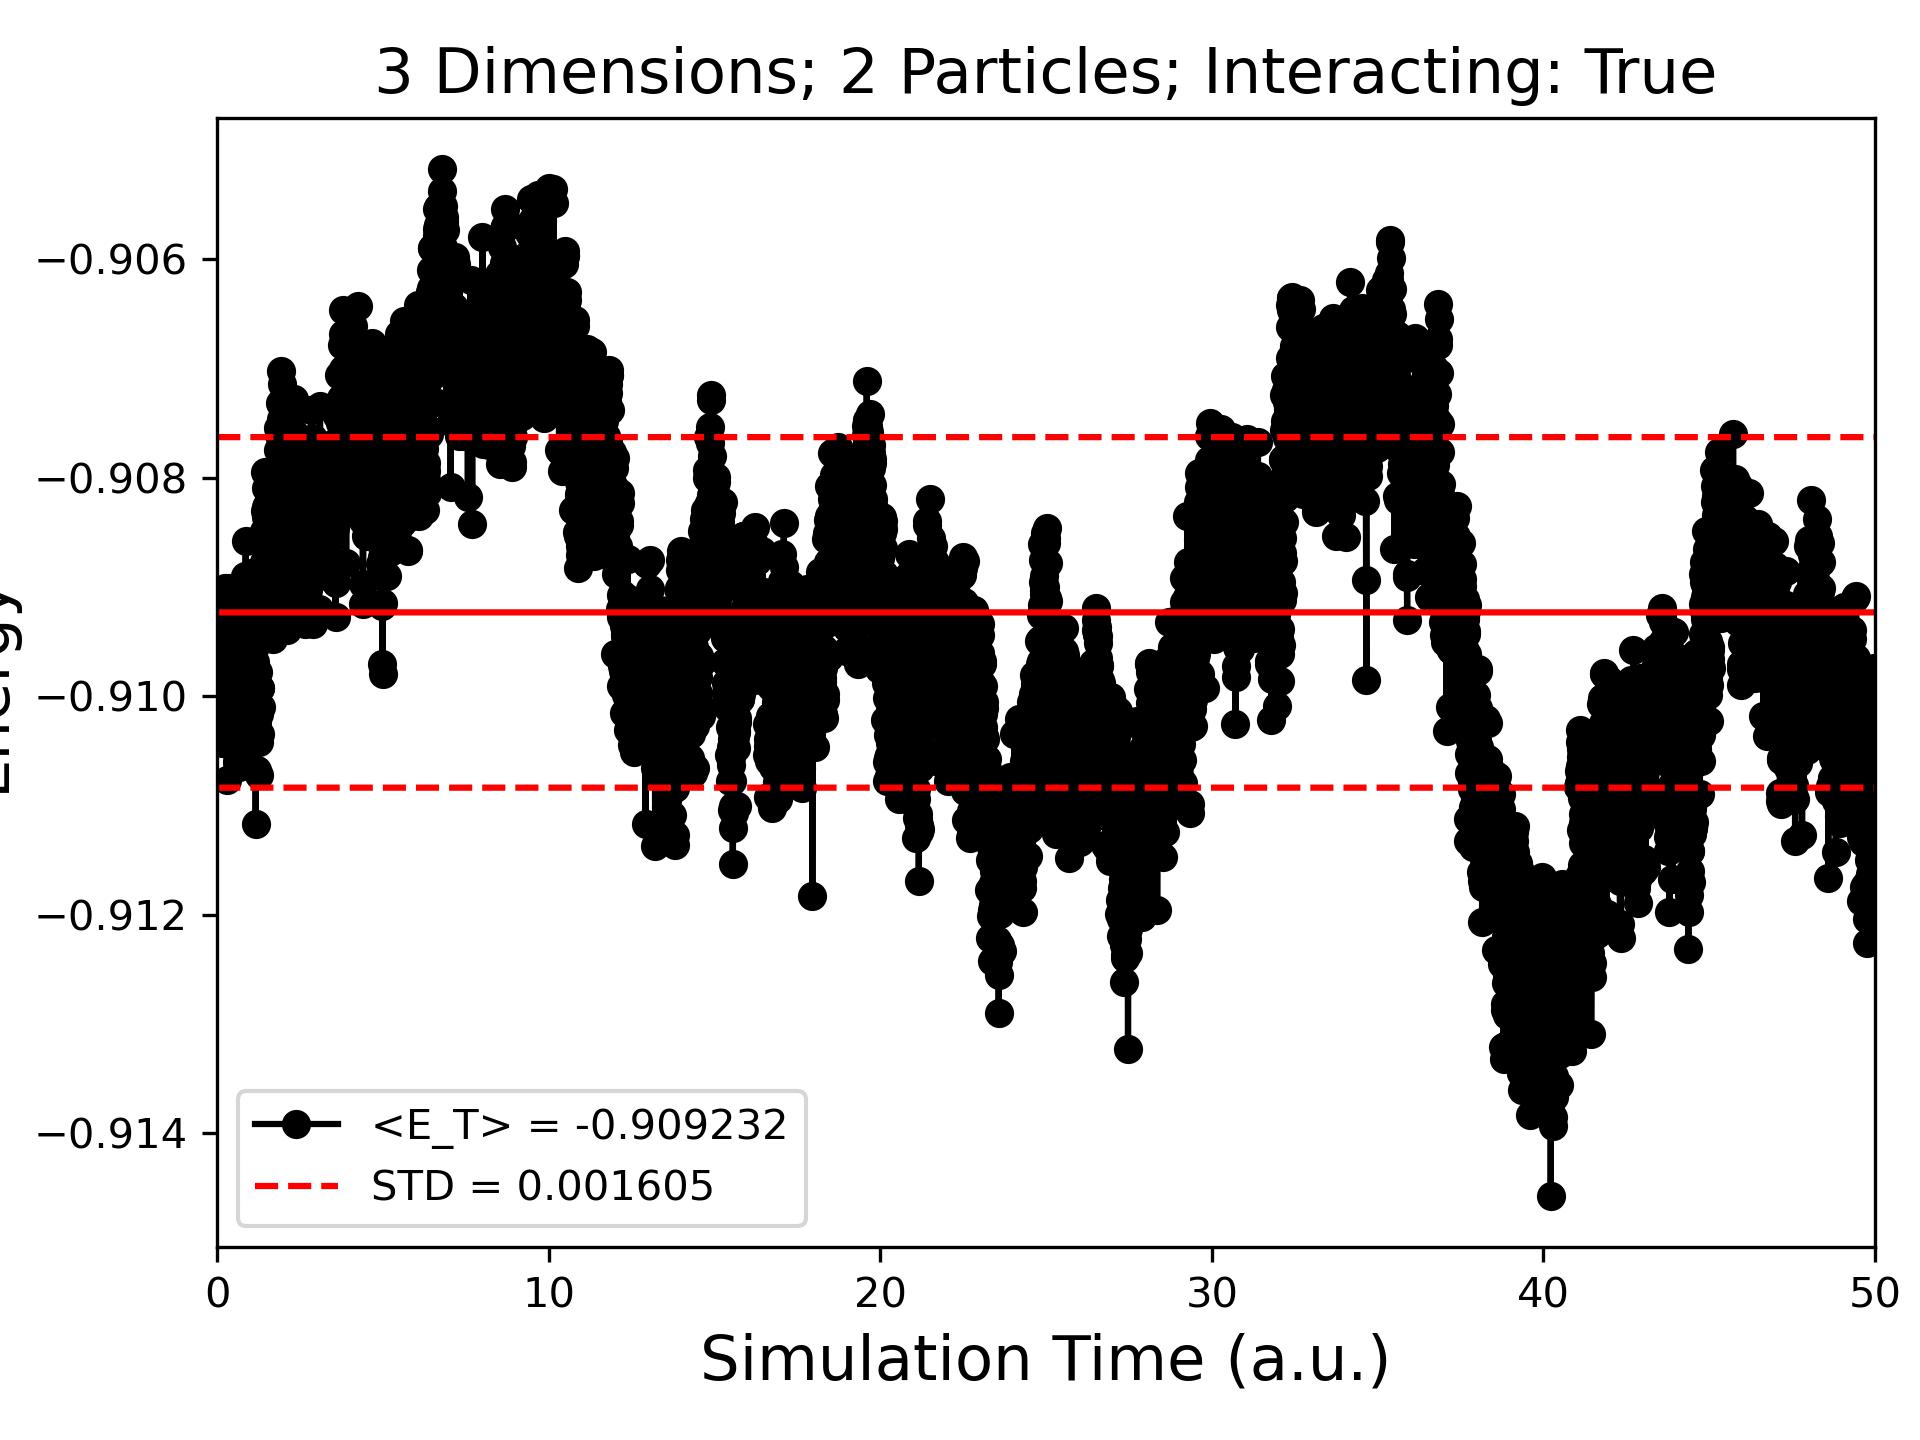 3 Dimensions; 2 Particles; Interacting: True
Energy
−0.906
−0.908
−0.910
−0.912
−0.914
<E_T> = -0.909232
STD = 0.001605
0 10 20 30 40 50
Simulation Time (a.u.)